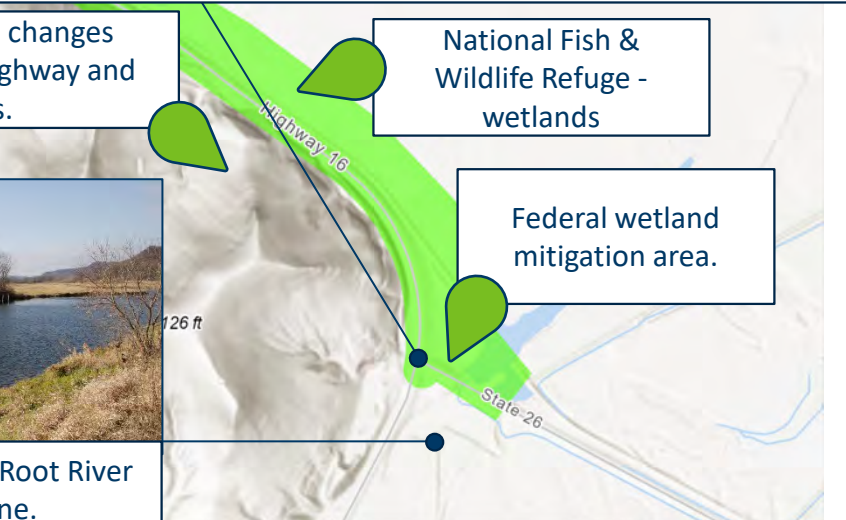 changes
ghway and
s.
National Fish &
Wildlife Refuge -
wetlands
Highway 16
Federal wetland
mitigation area.
126 ft
State 26
Root River
ne.